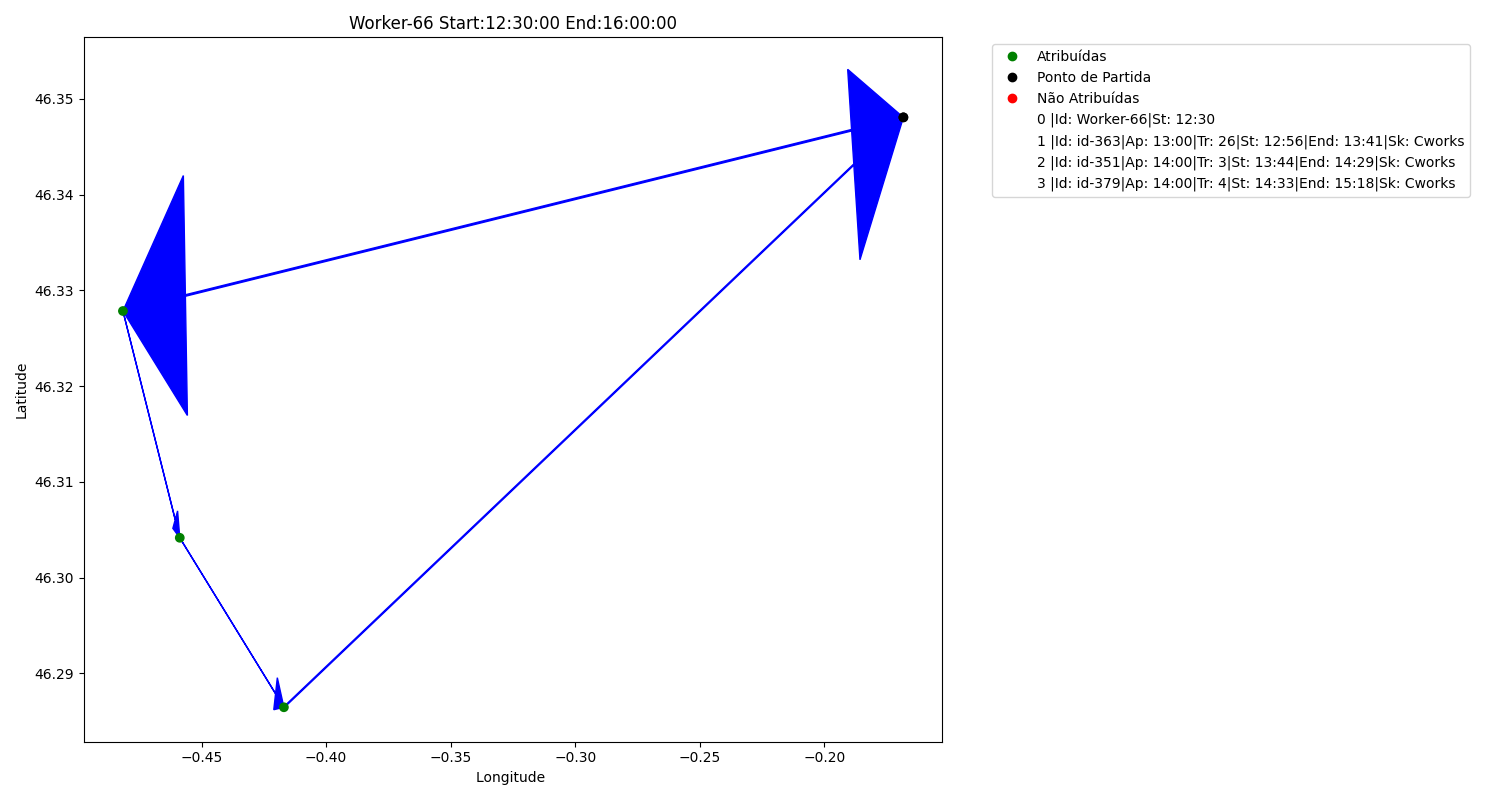 Worker-66 Start:12:30:00 End:16:00:00
46.35
46.34
46.33
46.32
46.31
46.30
46.29
Latitude
−0.45
−0.40
−0.35
−0.30
−0.25
−0.20
Longitude
Atribuídas
Ponto de Partida
Não Atribuídas
0 |Id: Worker-66|St: 12:30
1 |Id: id-363|Ap: 13:00|Tr: 26|St: 12:56|End: 13:41|Sk: Cworks
2 |Id: id-351|Ap: 14:00|Tr: 3|St: 13:44|End: 14:29|Sk: Cworks
3 |Id: id-379|Ap: 14:00|Tr: 4|St: 14:33|End: 15:18|Sk: Cworks